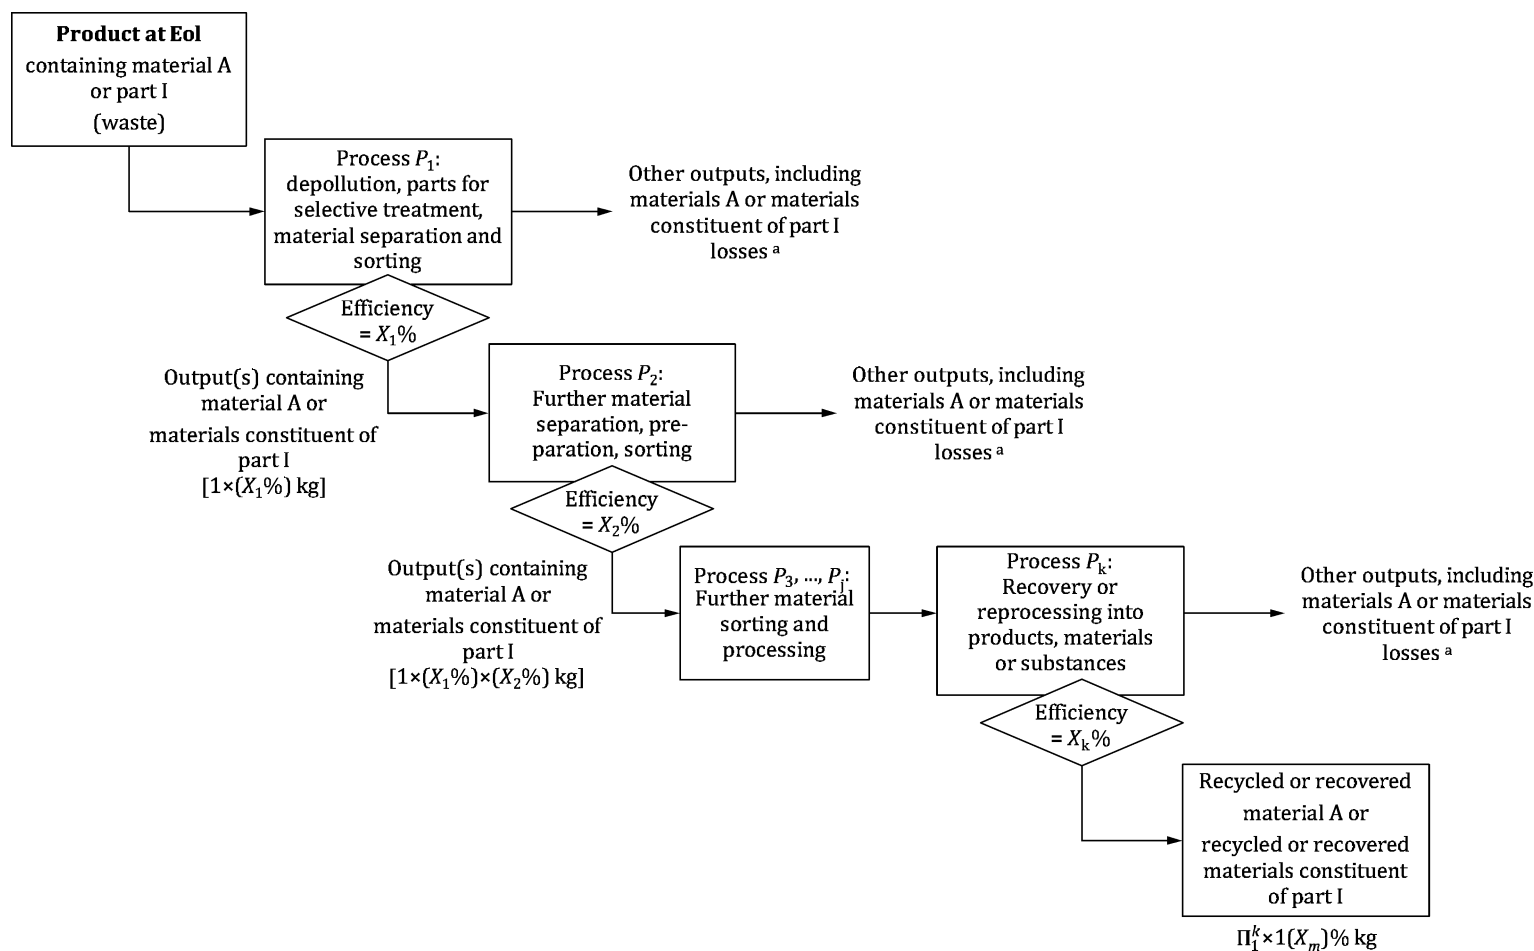 Product at Eol
containing material A
or part I
(waste)
Process P1:
depollution, parts for
selective treatment,
material separation and
sorting
Other outputs, including
materials A or materials
constituent of part I
losses a
Efficiency
= X1%
Output(s) containing
material A or
materials constituent of
part I
[1×(X1%) kg]
Process P2:
Further material
separation, pre-
paration, sorting
Other outputs, including
materials A or materials
constituent of part I
losses a
Efficiency
= X2%
Output(s) containing
material A or
materials constituent of
part I
[1×(X1%)×(X2%) kg]
Process P3, ..., Pj:
Further material
sorting and
processing
Process Pk:
Recovery or
reprocessing into
products, materials
or substances
Other outputs, including
materials A or materials
constituent of part I
losses a
Efficiency
= Xk%
Recycled or recovered
material A or
recycled or recovered
materials constituent
of part I
Π1k×1(Xm)% kg